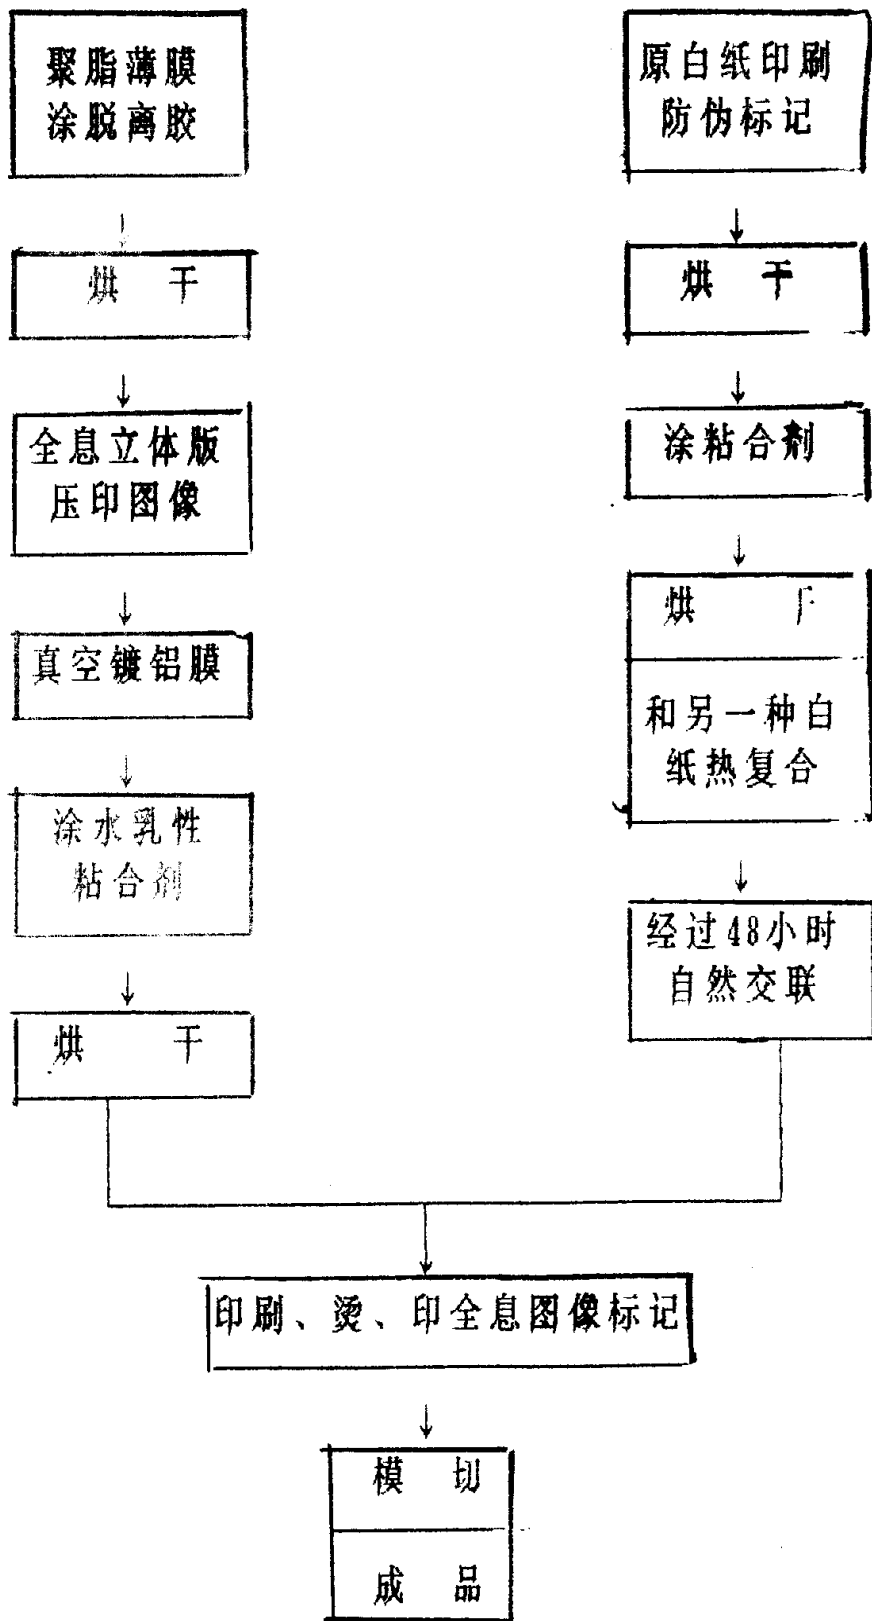 聚脂薄膜
涂脱离胶
烘 干
全息立体版
压印图像
真空镀铝膜
涂水乳性
粘合剂
烘 干
原白纸印刷
防伪标记
烘 干
涂粘合剂
烘
和另一种白
纸热复合
经过48小时
自然交联
印刷、烫、印全息图像标记
模 切
成 品